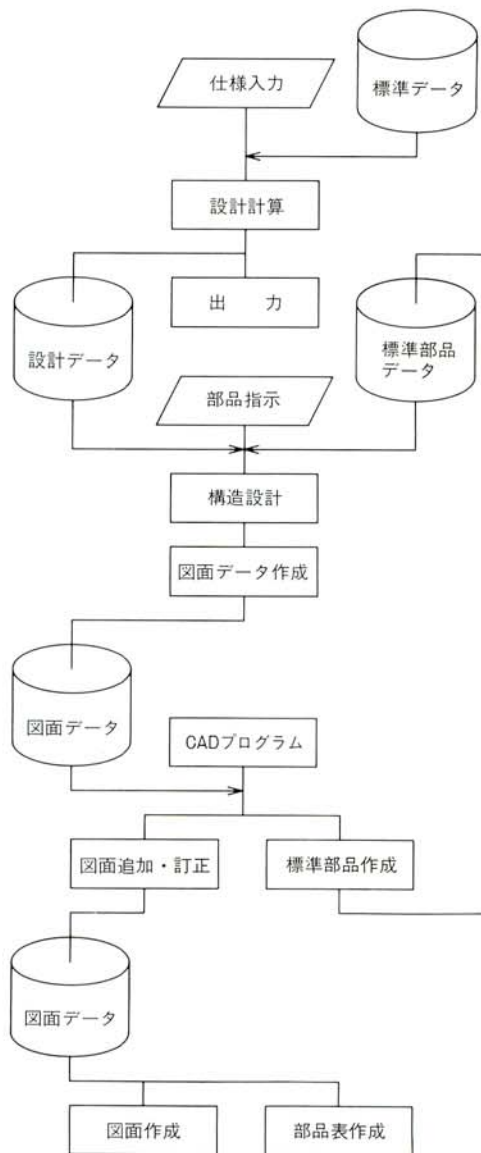 仕様入力
標準データ
設計計算
出　力
設計データ
標準部品
データ
部品指示
構造設計
図面データ作成
図面データ
CADプログラム
図面追加・訂正
標準部品作成
図面データ
図面作成
部品表作成